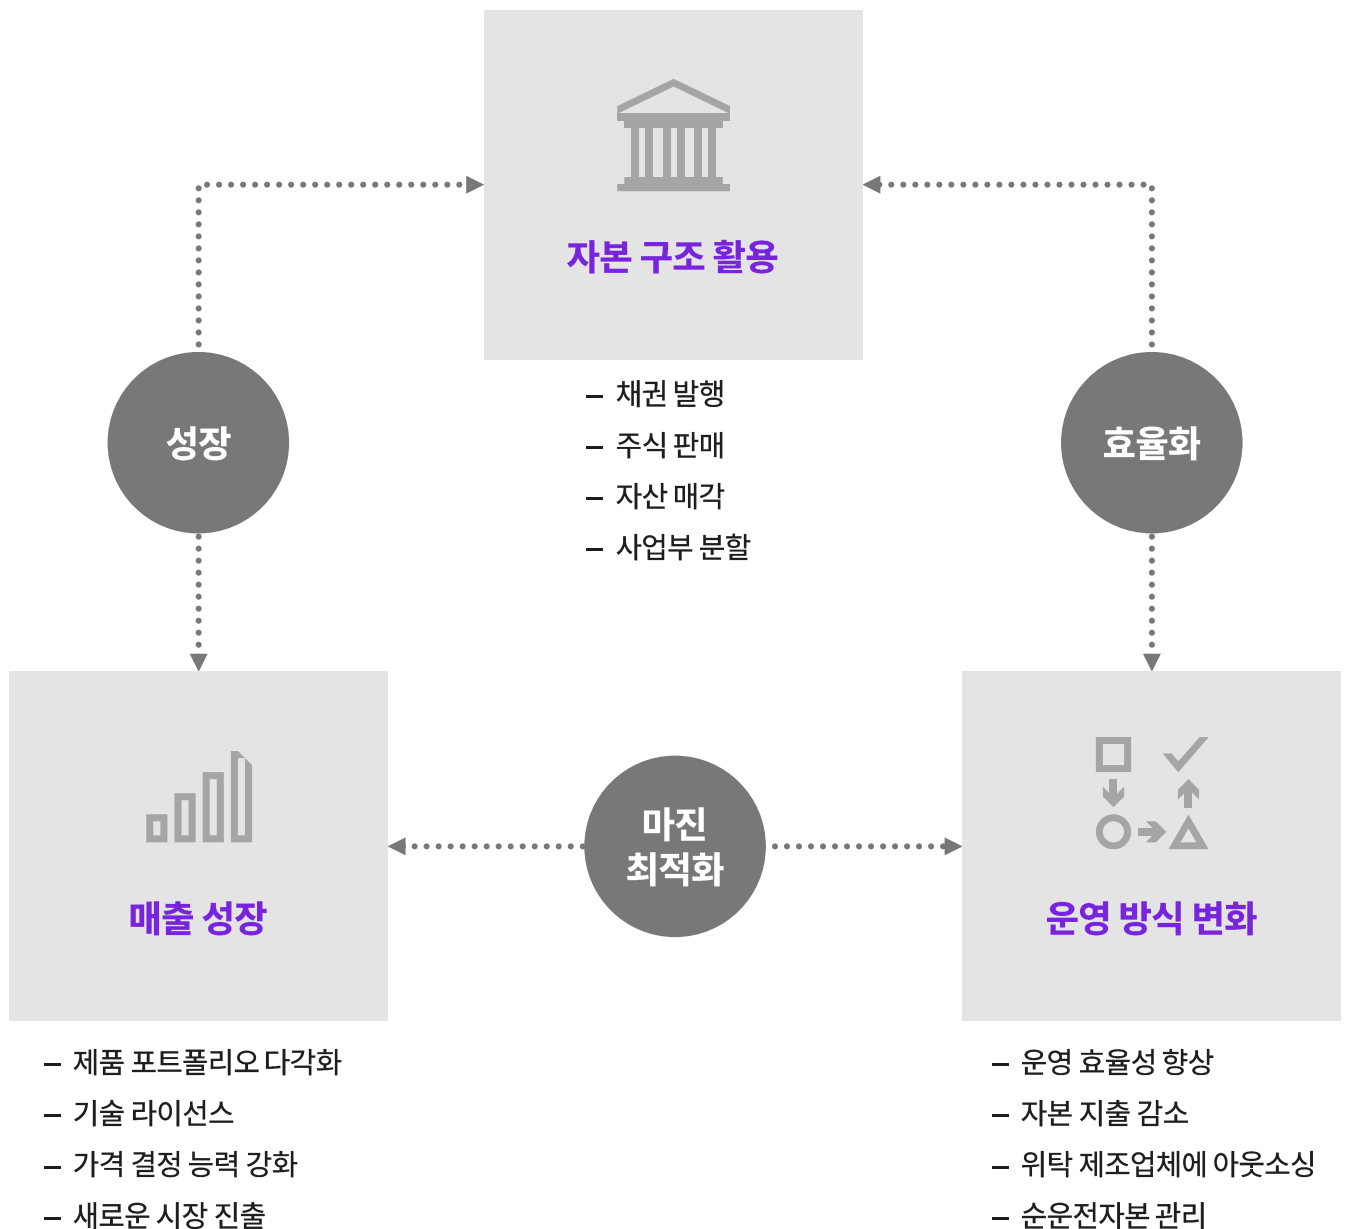 자본 구조 활용
– 채권 발행
– 주식 판매
– 자산 매각
– 사업부 분할
성장
효율화
마진
최적화
매출 성장
– 제품 포트폴리오 다각화
– 기술 라이선스
– 가격 결정 능력 강화
– 새로운 시장 진출
운영 방식 변화
– 운영 효율성 향상
– 자본 지출 감소
– 위탁 제조업체에 아웃소싱
– 순운전자본 관리